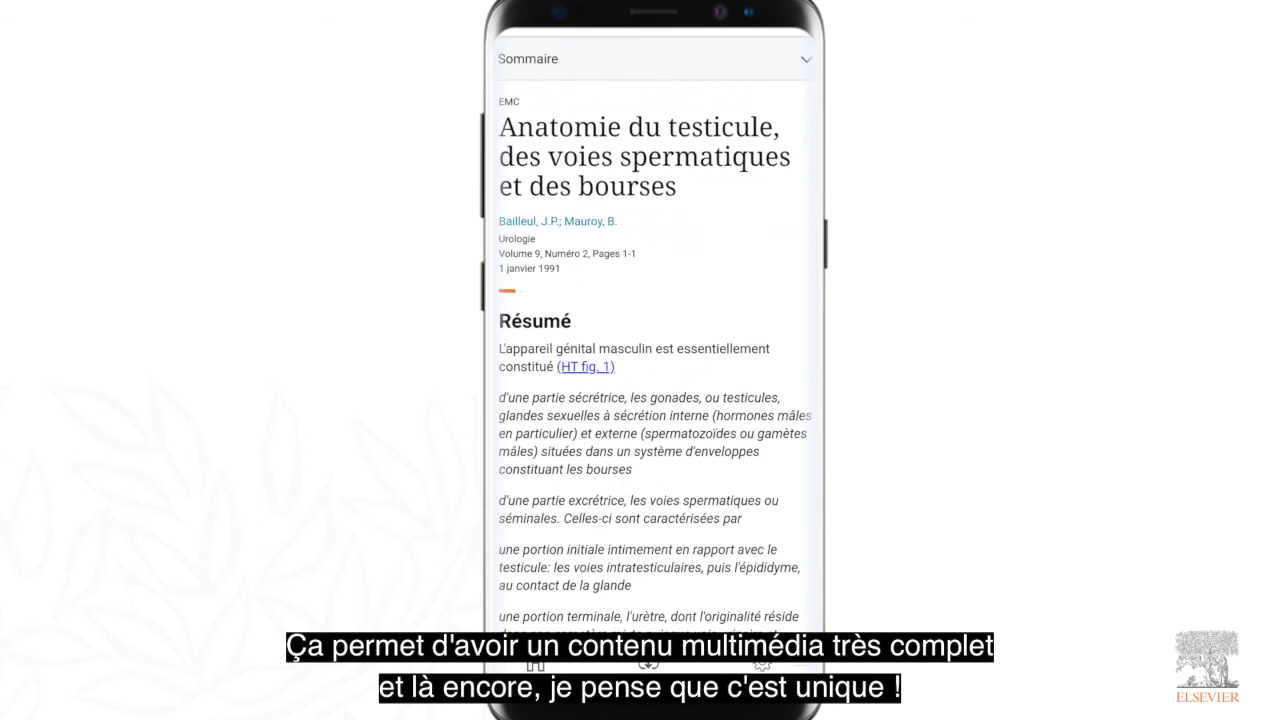 Sommaire
EMC
Anatomie du testicule,
des voies spermatiques
et des bourses
Bailleul, J.P.; Mauroy, B.
Urologie
Volume 9, Numéro 2, Pages 1-1
1 janvier 1991
Résumé
L'appareil génital masculin est essentiellement
constitué (HT fig. 1)
d'une partie sécrétrice, les gonades, ou testicules,
glandes sexuelles à sécrétion interne (hormones mâles
en particulier) et externe (spermatozoïdes ou gamètes
mâles) situées dans un système d'enveloppes
constituant les bourses
d'une partie excrétrice, les voies spermatiques ou
séminales. Celles-ci sont caractérisées par
une portion initiale intimement en rapport avec le
testicule: les voies intratesticulaires, puis l'épididyme,
au contact de la glande
une portion terminale, l'urètre, dont l'originalité réside
Ça permet d'avoir un contenu multimédia très complet
et là encore, je pense que c'est unique !
ELSEVIER